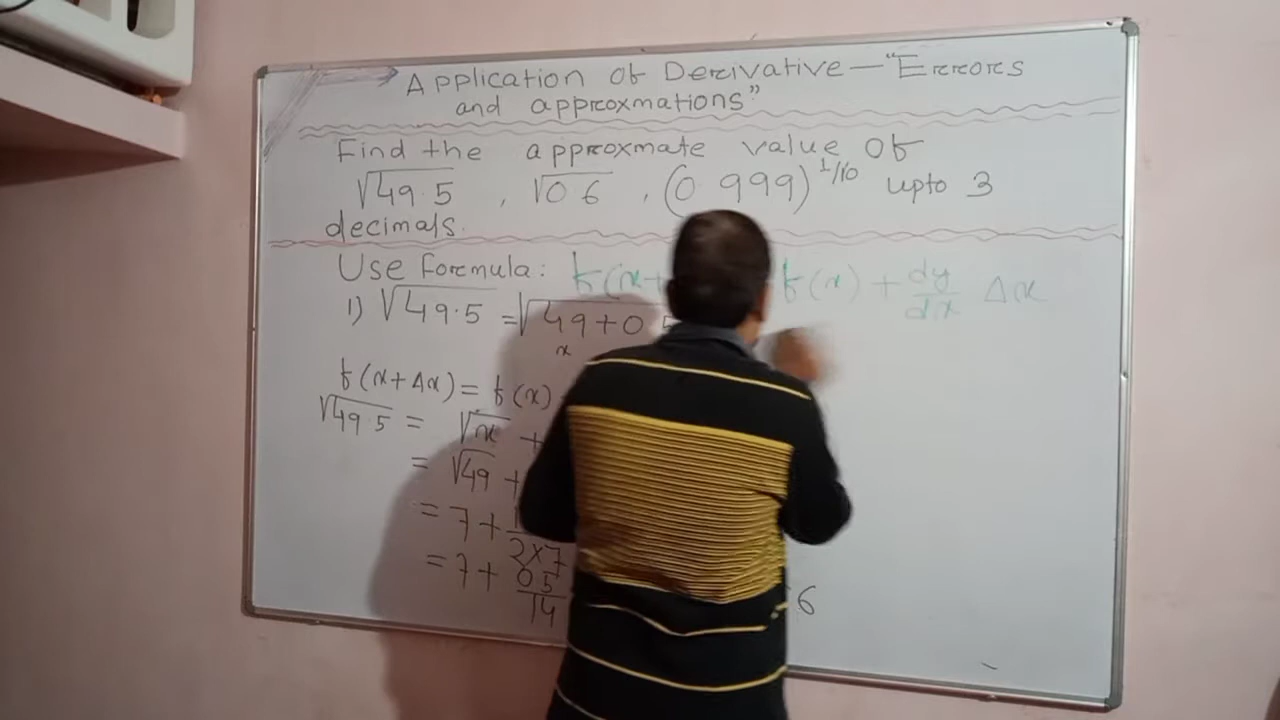 Application of Derivative — "Errors
and approxmations"
Find the approxmate value of
√49.5 , √0.6 , (0.999)^1/10 upto 3
decimals.
Use formula: f(x+ f(x) + dy/dx Δx
1) √49.5 = √49+0.5
x
f(x+Δx) = f(x)
√49.5 = √x +
= √49 +
= 7 + 1/2×7
= 7 + 0.5/14
6